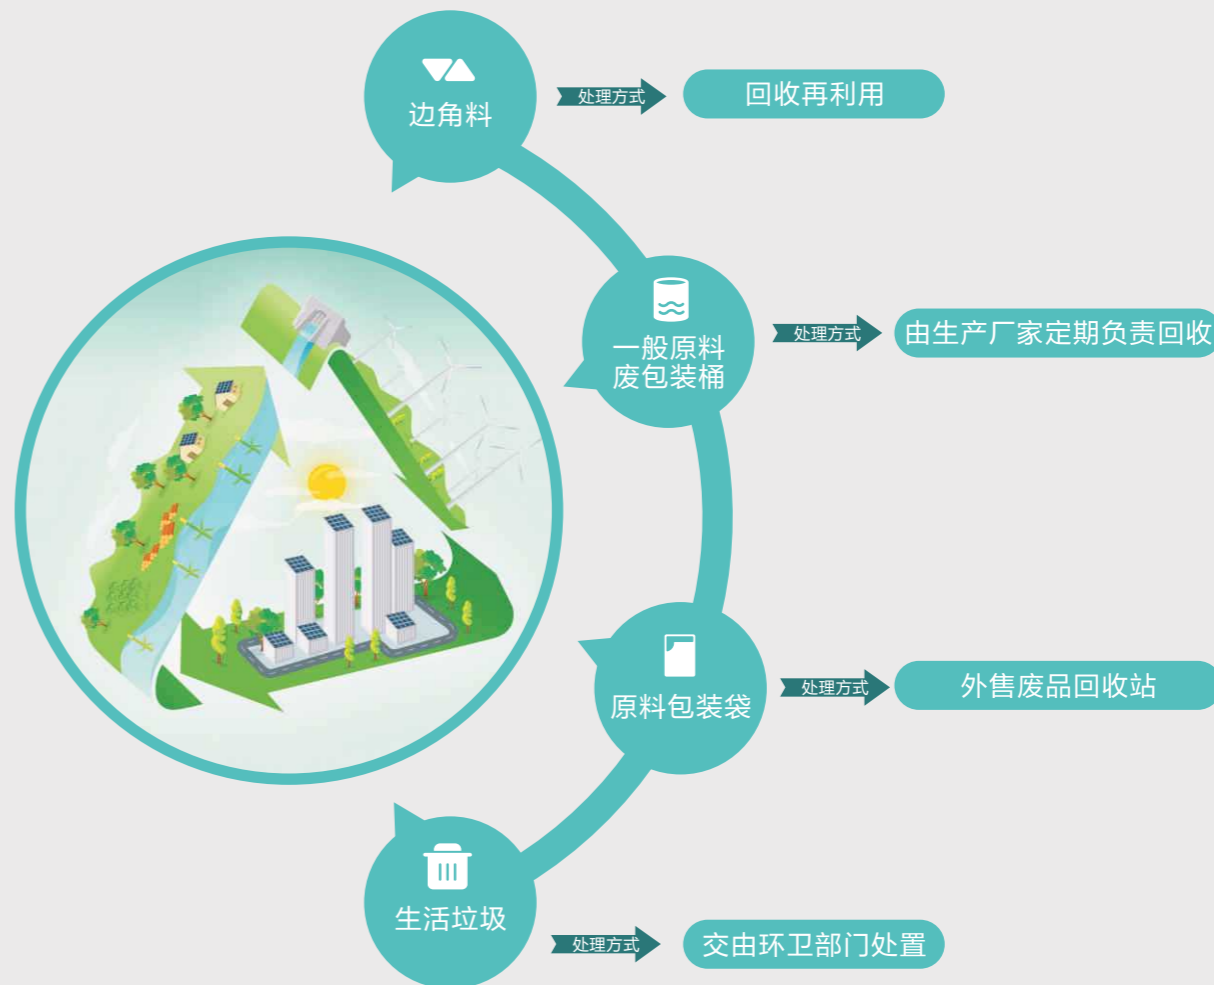 边角料
处理方式
回收再利用
一般原料
废包装桶
处理方式
由生产厂家定期负责回收
原料包装袋
处理方式
外售废品回收站
生活垃圾
处理方式
交由环卫部门处置